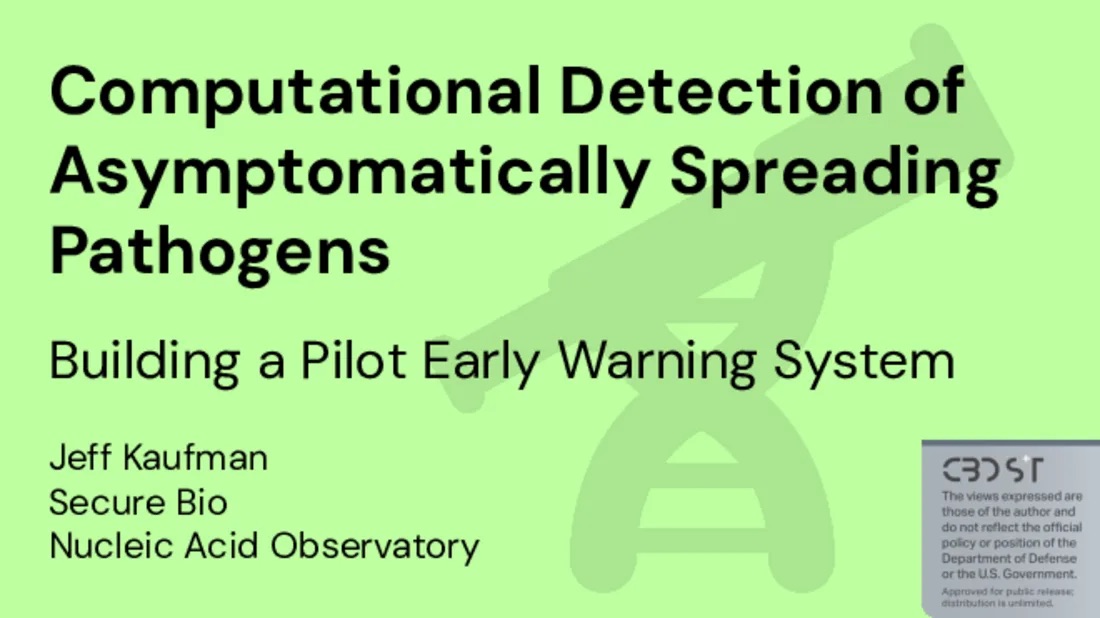 Computational Detection of
Asymptomatically Spreading
Pathogens
Building a Pilot Early Warning System
Jeff Kaufman
Secure Bio
Nucleic Acid Observatory
CBD ST
The views expressed are
those of the author and
do not reflect the official
policy or position of the
Department of Defense
or the U.S. Government.
Approved for public release;
distribution is unlimited.